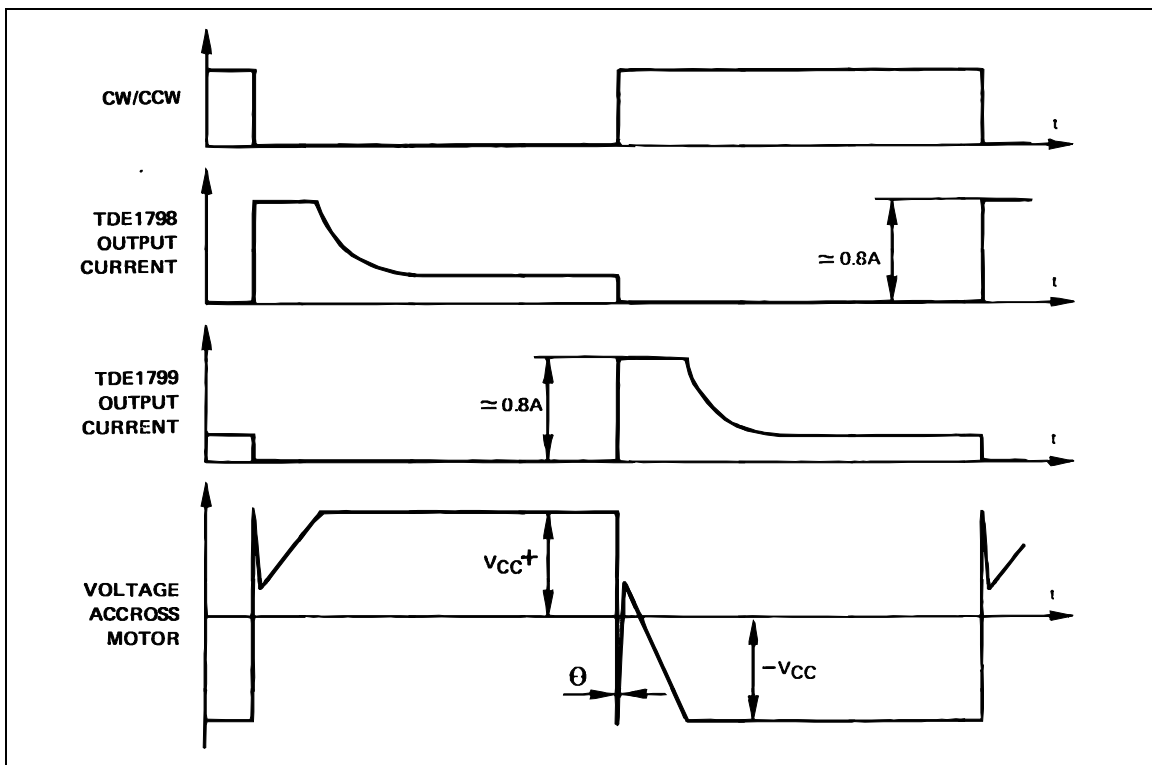 CW/CCW
t
TDE1798
OUTPUT
CURRENT
≃ 0.8A
t
TDE1799
OUTPUT
CURRENT
≃ 0.8A
t
VOLTAGE
ACCROSS
MOTOR
VCC+
t
Θ
−VCC